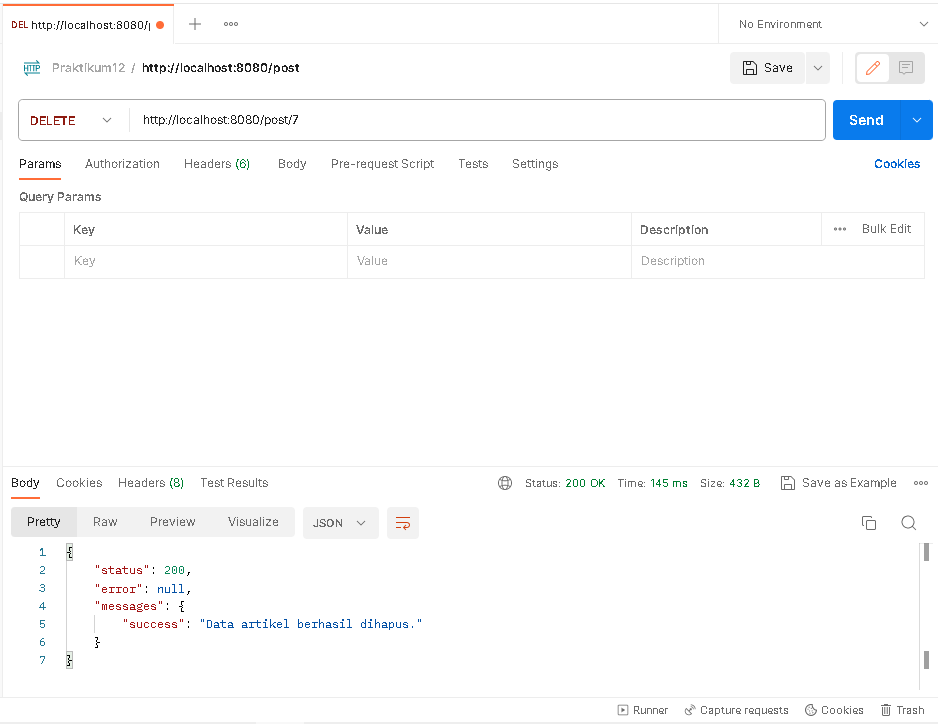 DEL http://localhost:8080/p
No Environment
HTTP Praktikum12 / http://localhost:8080/post
Save
DELETE http://localhost:8080/post/7 Send
Params Authorization Headers (6) Body Pre-request Script Tests Settings Cookies
Query Params
Key Value Description Bulk Edit
Key Value Description
Body Cookies Headers (8) Test Results Status: 200 OK Time: 145 ms Size: 432 B Save as Example
Pretty Raw Preview Visualize JSON
1 {
2 "status": 200,
3 "error": null,
4 "messages": {
5 "success": "Data artikel berhasil dihapus."
6 }
7 }
Runner Capture requests Cookies Trash